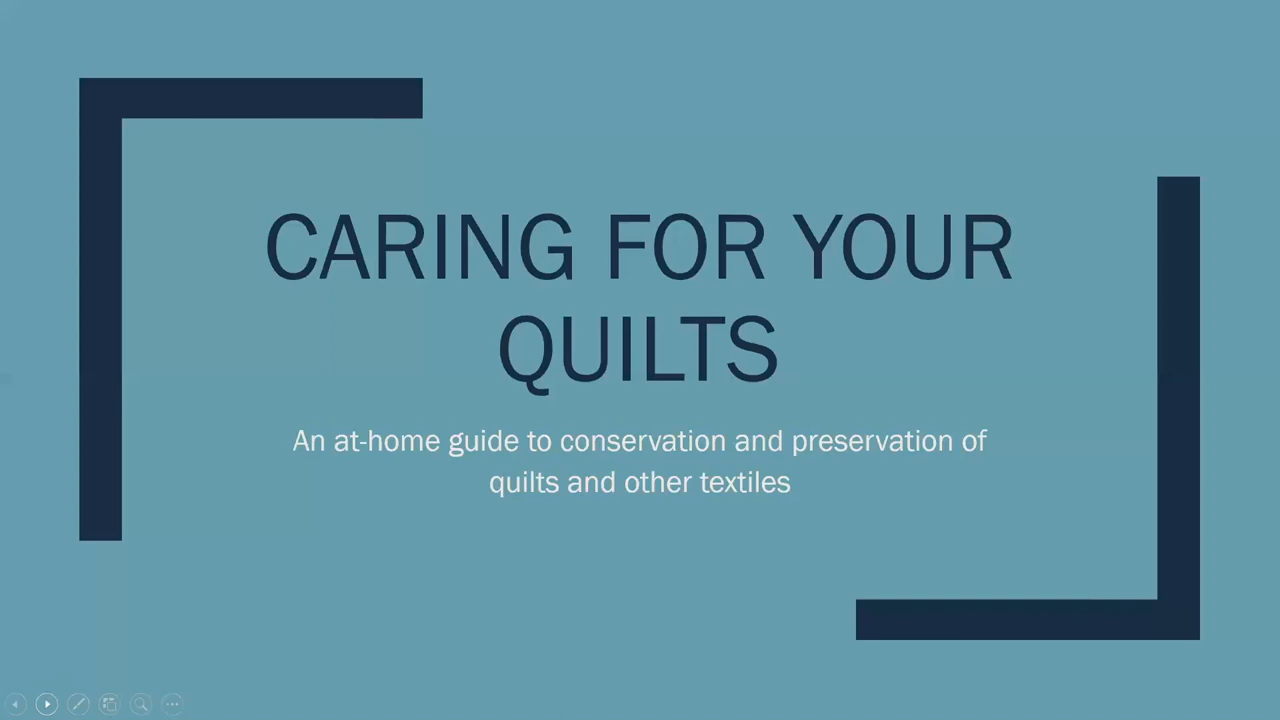 CARING FOR YOUR
QUILTS
An at-home guide to conservation and preservation of
quilts and other textiles